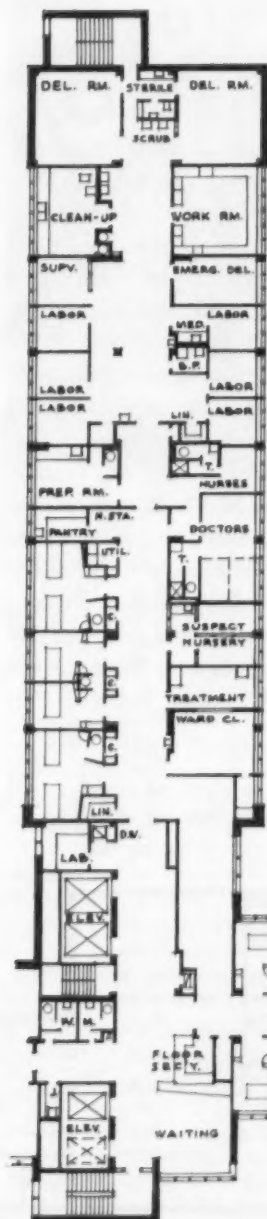 DEL. RM. STERILE DEL. RM.
SCRUB
CLEAN-UP WORK RM.
SUPV. EMERG. DEL.
LABOR LABOR
MED.
B.P.
LABOR LABOR
LABOR LIN. LABOR
T.
PREP. RM. NURSES
N. STA.
PANTRY DOCTORS
UTIL. T.
C. SUSPECT
NURSERY
C. TREATMENT
WARD CL.
C.
LIN.
D.W.
LAB.
ELEV.
W. M.
FLOOR
SEC'Y.
J.
ELEV. WAITING